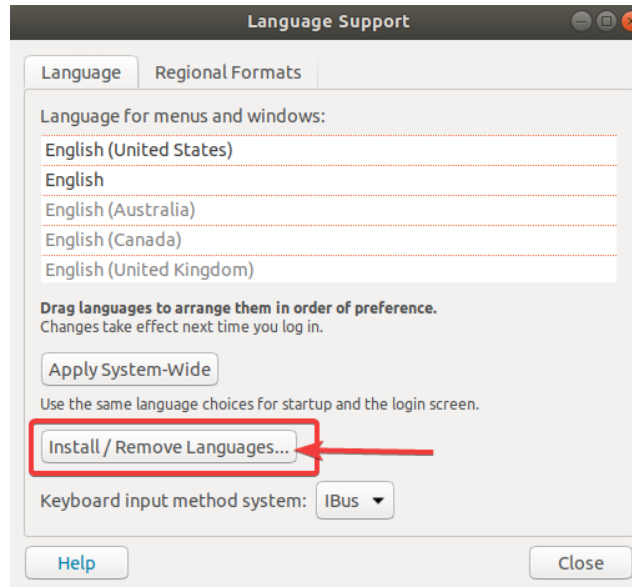 Language Support
Language
Regional Formats
Language for menus and windows:
English (United States)
English
English (Australia)
English (Canada)
English (United Kingdom)
Drag languages to arrange them in order of preference.
Changes take effect next time you log in.
Apply System-Wide
Use the same language choices for startup and the login screen.
Install / Remove Languages...
Keyboard input method system: IBus
Help
Close